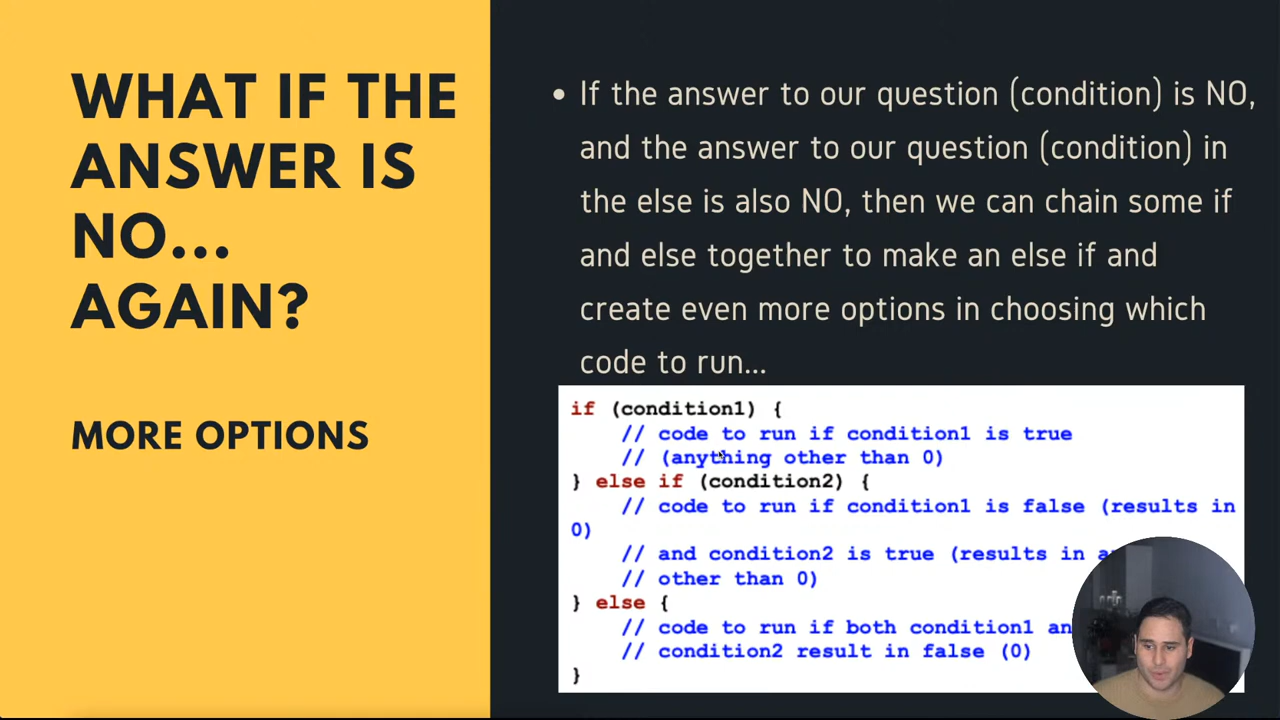 WHAT IF THE
ANSWER IS
NO...
AGAIN?
MORE OPTIONS
• If the answer to our question (condition) is NO,
and the answer to our question (condition) in
the else is also NO, then we can chain some if
and else together to make an else if and
create even more options in choosing which
code to run...
if (condition1) {
// code to run if condition1 is true
// (anything other than 0)
} else if (condition2) {
// code to run if condition1 is false (results in
0)
// and condition2 is true (results in
// other than 0)
} else {
// code to run if both condition1
// condition2 result in false (0)
}